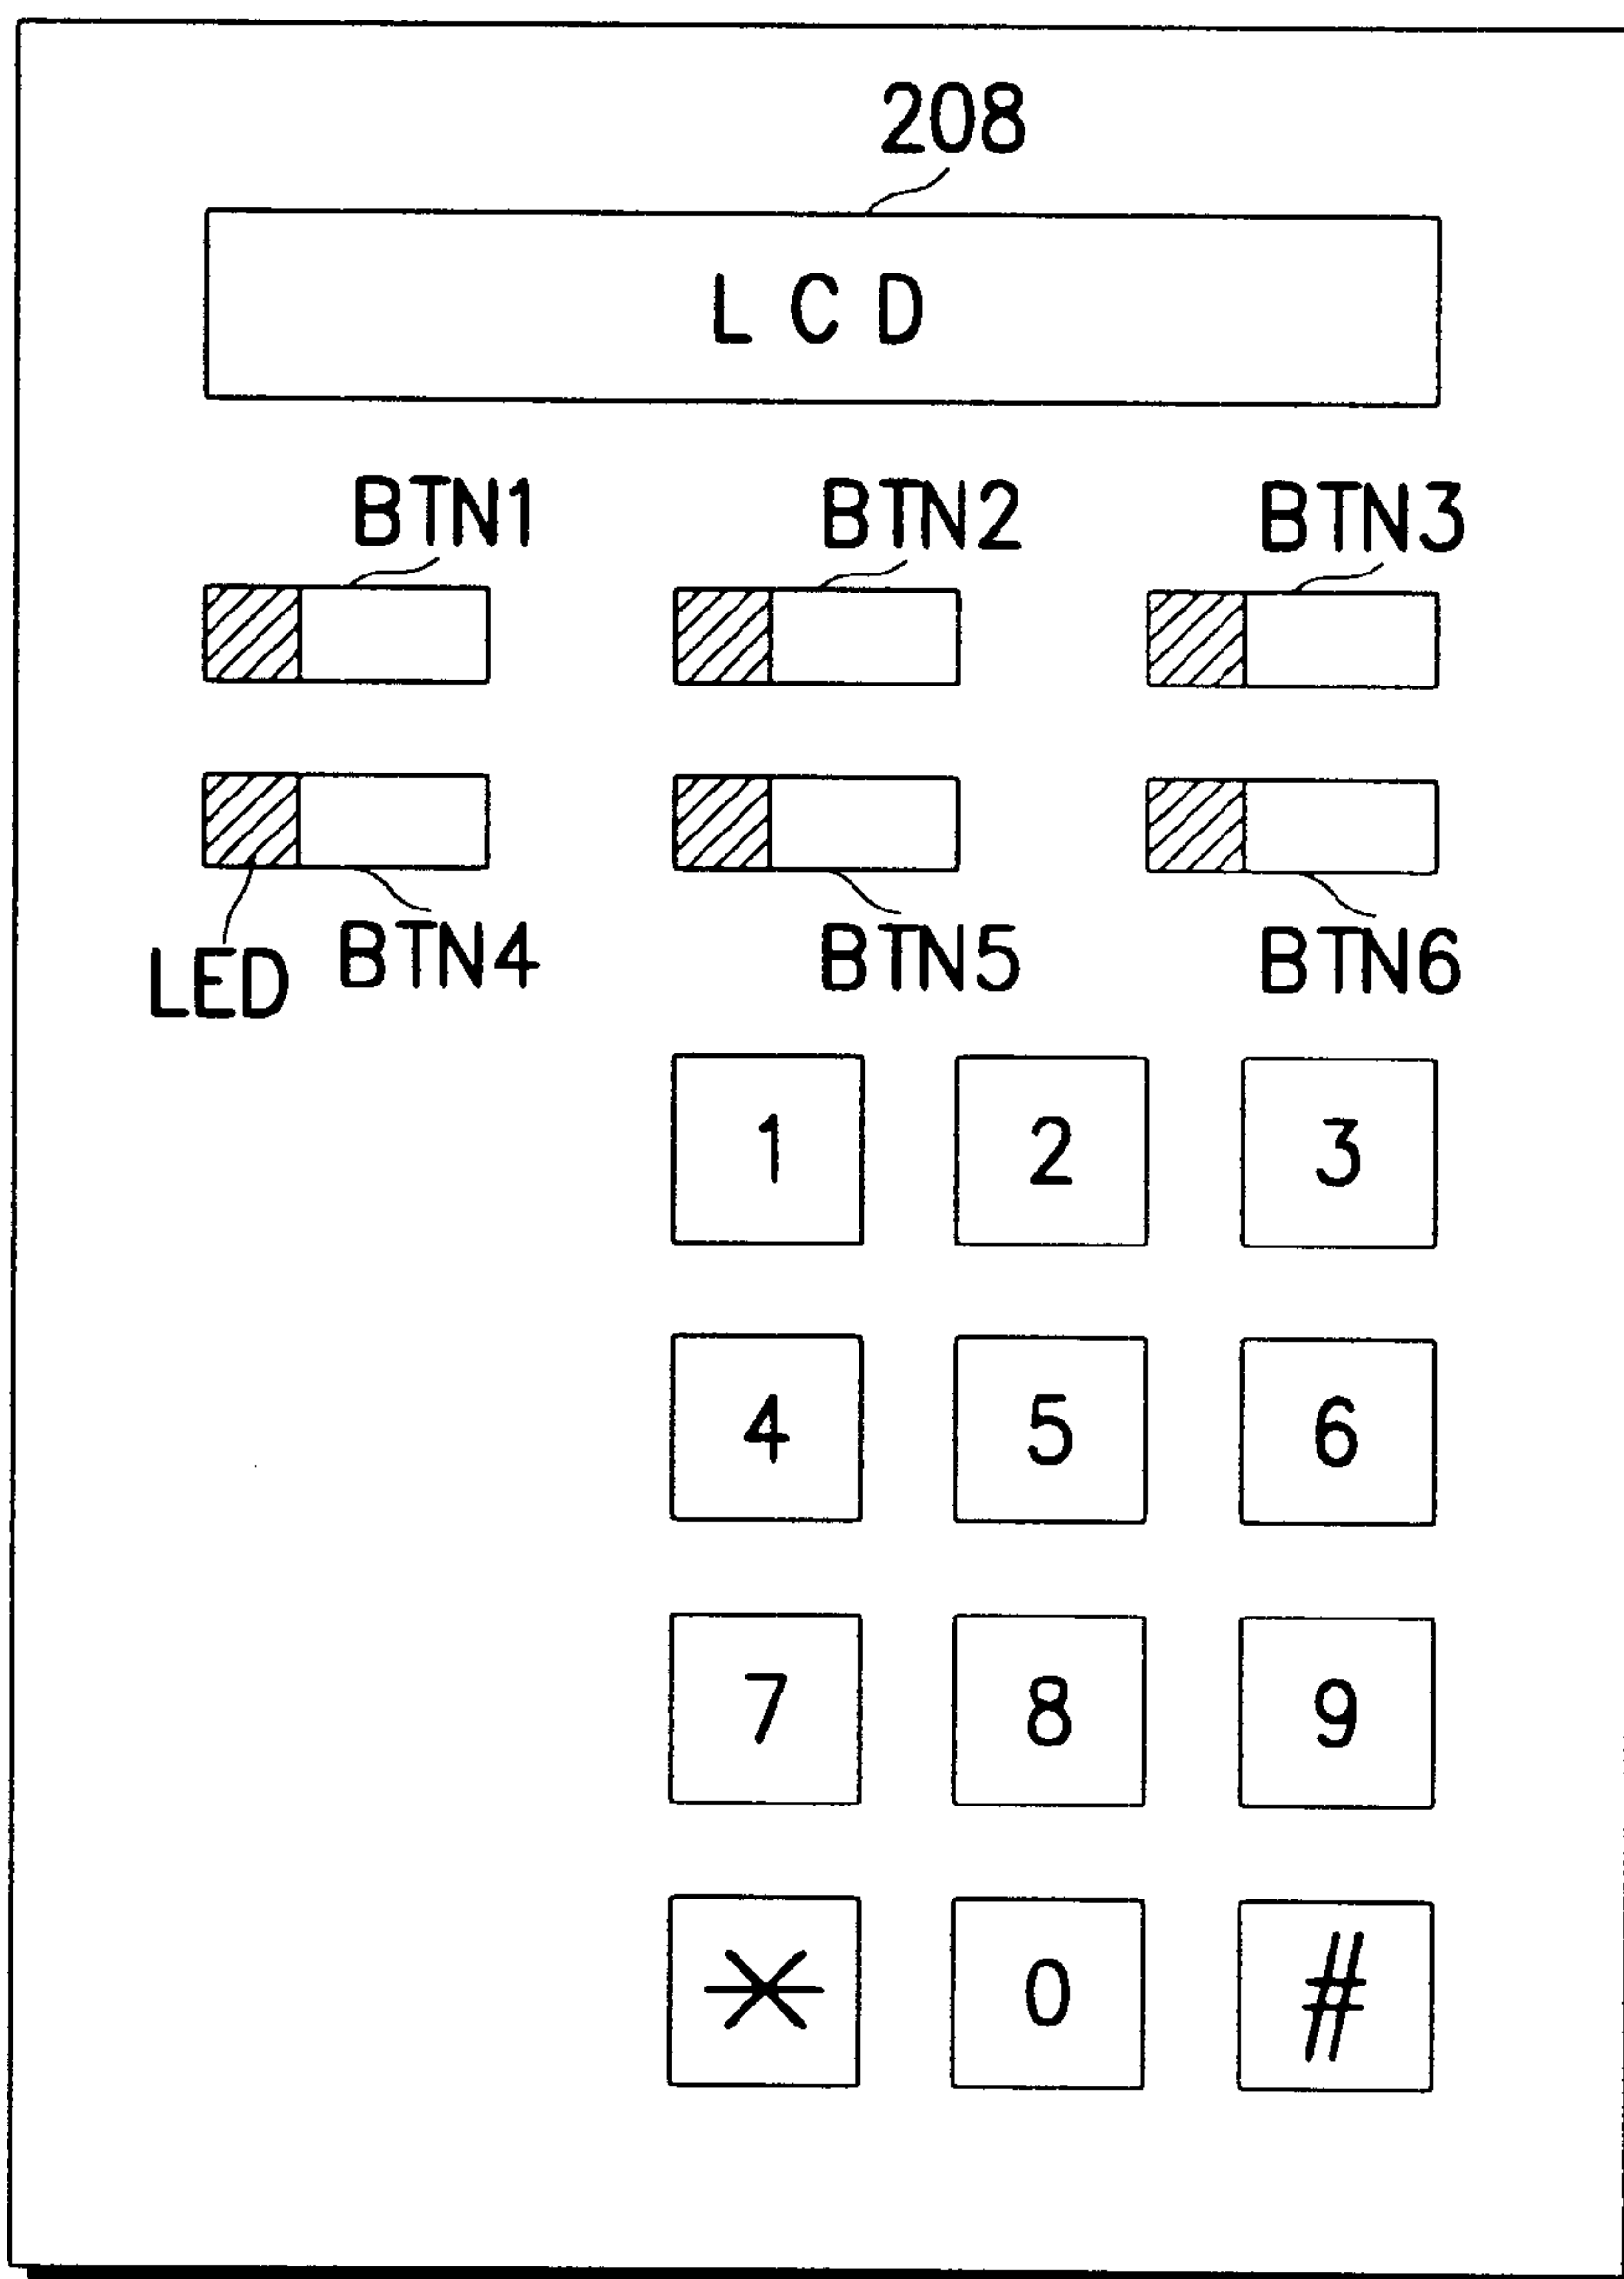 208
LCD
BTN1 BTN2 BTN3
LED BTN4 BTN5 BTN6
1 2 3
4 5 6
7 8 9
* 0 #